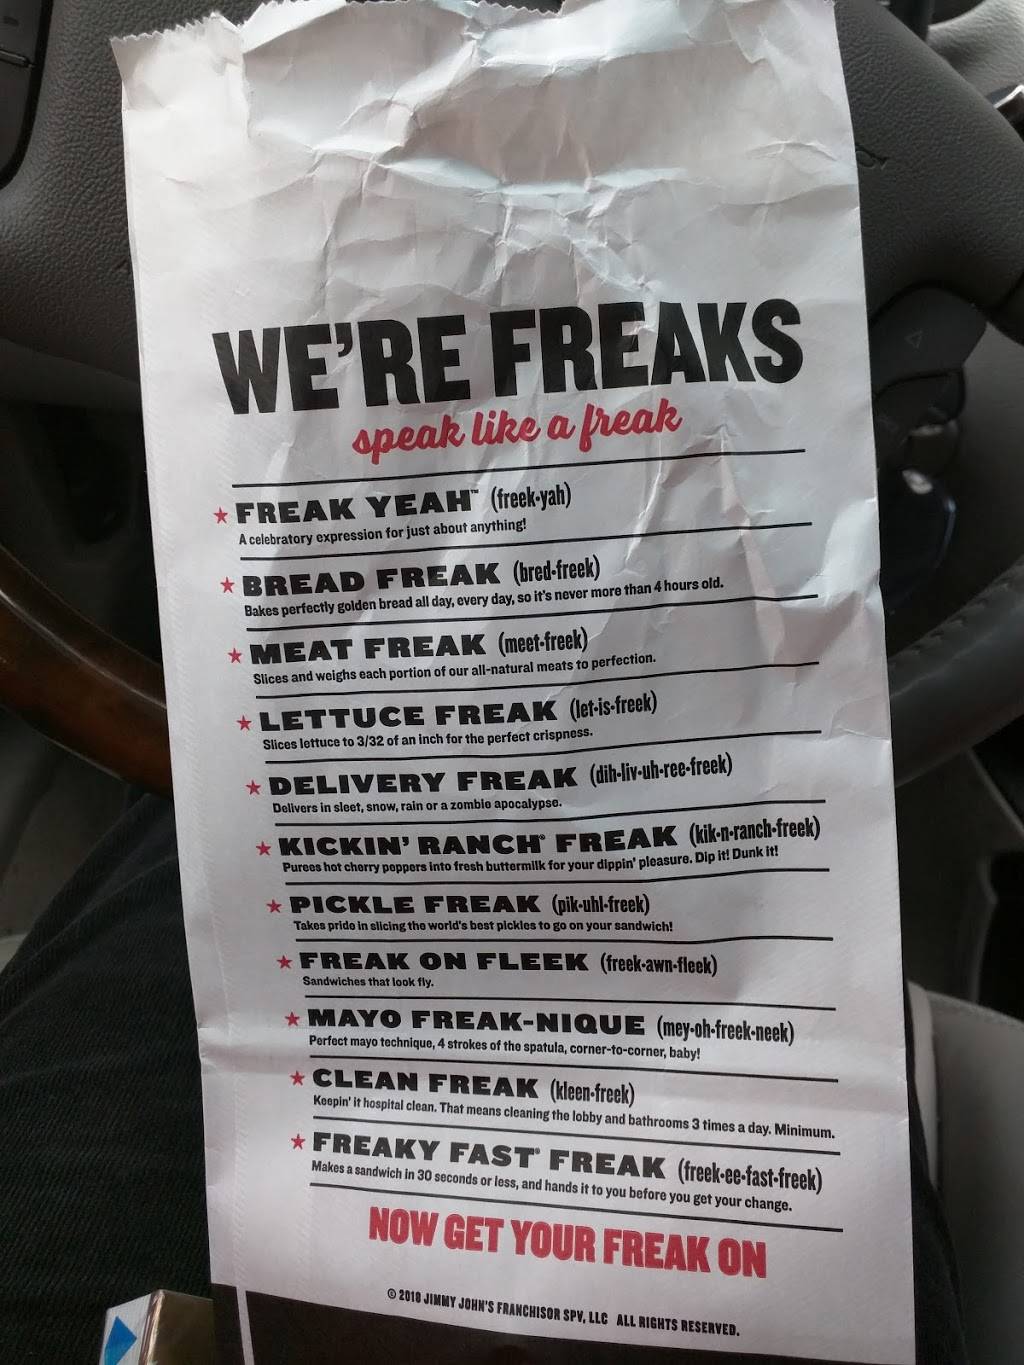 WE'RE FREAKS
speak like a freak
★ FREAK YEAH™ (freek-yah)
A celebratory expression for just about anything!
★ BREAD FREAK (bred-freek)
Bakes perfectly golden bread all day, every day, so it's never more than 4 hours old.
★ MEAT FREAK (meet-freek)
Slices and weighs each portion of our all-natural meats to perfection.
★ LETTUCE FREAK (let-is-freek)
Slices lettuce to 3/32 of an inch for the perfect crispness.
★ DELIVERY FREAK (dih-liv-uh-ree-freek)
Delivers in sleet, snow, rain or a zombie apocalypse.
★ KICKIN' RANCH® FREAK (kik-n-ranch-freek)
Purees hot cherry peppers into fresh buttermilk for your dippin' pleasure. Dip it! Dunk it!
★ PICKLE FREAK (pik-uhl-freek)
Takes pride in slicing the world's best pickles to go on your sandwich!
★ FREAK ON FLEEK (freek-awn-fleek)
Sandwiches that look fly.
★ MAYO FREAK-NIQUE (mey-oh-freek-neek)
Perfect mayo technique, 4 strokes of the spatula, corner-to-corner, baby!
★ CLEAN FREAK (kleen-freek)
Keepin' it hospital clean. That means cleaning the lobby and bathrooms 3 times a day. Minimum.
★ FREAKY FAST® FREAK (freek-ee-fast-freek)
Makes a sandwich in 30 seconds or less, and hands it to you before you get your change.
NOW GET YOUR FREAK ON
© 2018 JIMMY JOHN'S FRANCHISOR SPV, LLC ALL RIGHTS RESERVED.